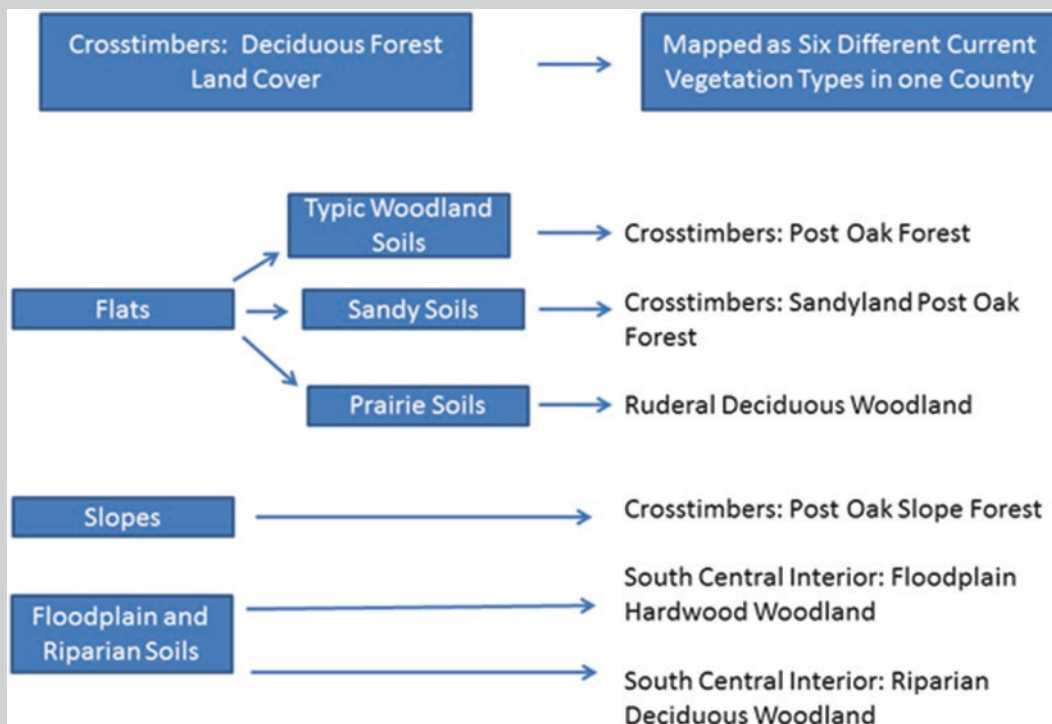 Crosstimbers: Deciduous Forest
Land Cover
Mapped as Six Different Current
Vegetation Types in one County
Typic Woodland
Soils
Crosstimbers: Post Oak Forest
Flats
Sandy Soils
Crosstimbers: Sandyland Post Oak
Forest
Prairie Soils
Ruderal Deciduous Woodland
Slopes
Crosstimbers: Post Oak Slope Forest
Floodplain and
Riparian Soils
South Central Interior: Floodplain
Hardwood Woodland
South Central Interior: Riparian
Deciduous Woodland